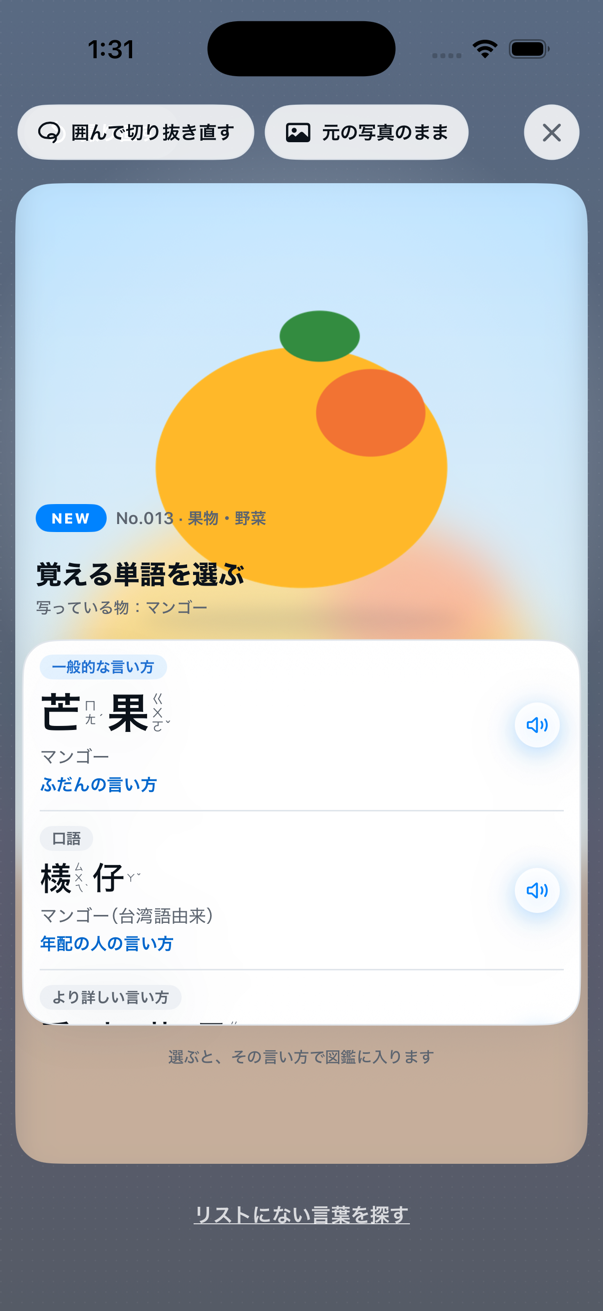 1:31
囲んで切り抜き直す
元の写真のまま
NEW No.013・果物・野菜
覚える単語を選ぶ
写っている物：マンゴー
一般的な言い方
芒ㄇㄤˊ果ㄍㄨㄛˇ
マンゴー
ふだんの言い方
口語
檨ㄙㄨㄟˋ仔ㄚˇ
マンゴー(台湾語由来)
年配の人の言い方
より詳しい言い方
選ぶと、その言い方で図鑑に入ります
リストにない言葉を探す